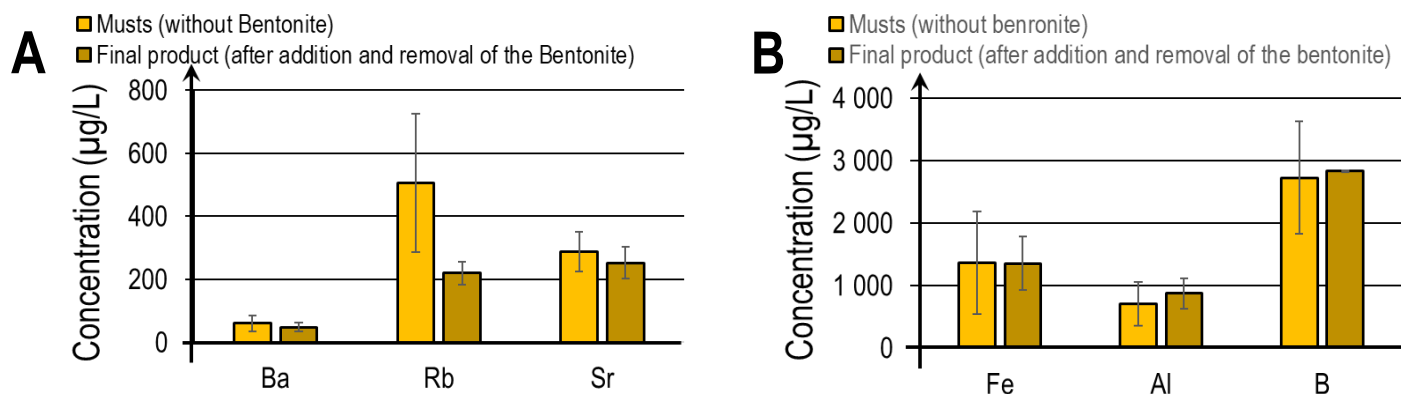 A
Musts (without Bentonite)
Final product (after addition and removal of the Bentonite)
Concentration (µg/L)
800
600
400
200
0
Ba Rb Sr
B
Musts (without benronite)
Final product (after addition and removal of the bentonite)
Concentration (µg/L)
4 000
3 000
2 000
1 000
0
Fe Al B